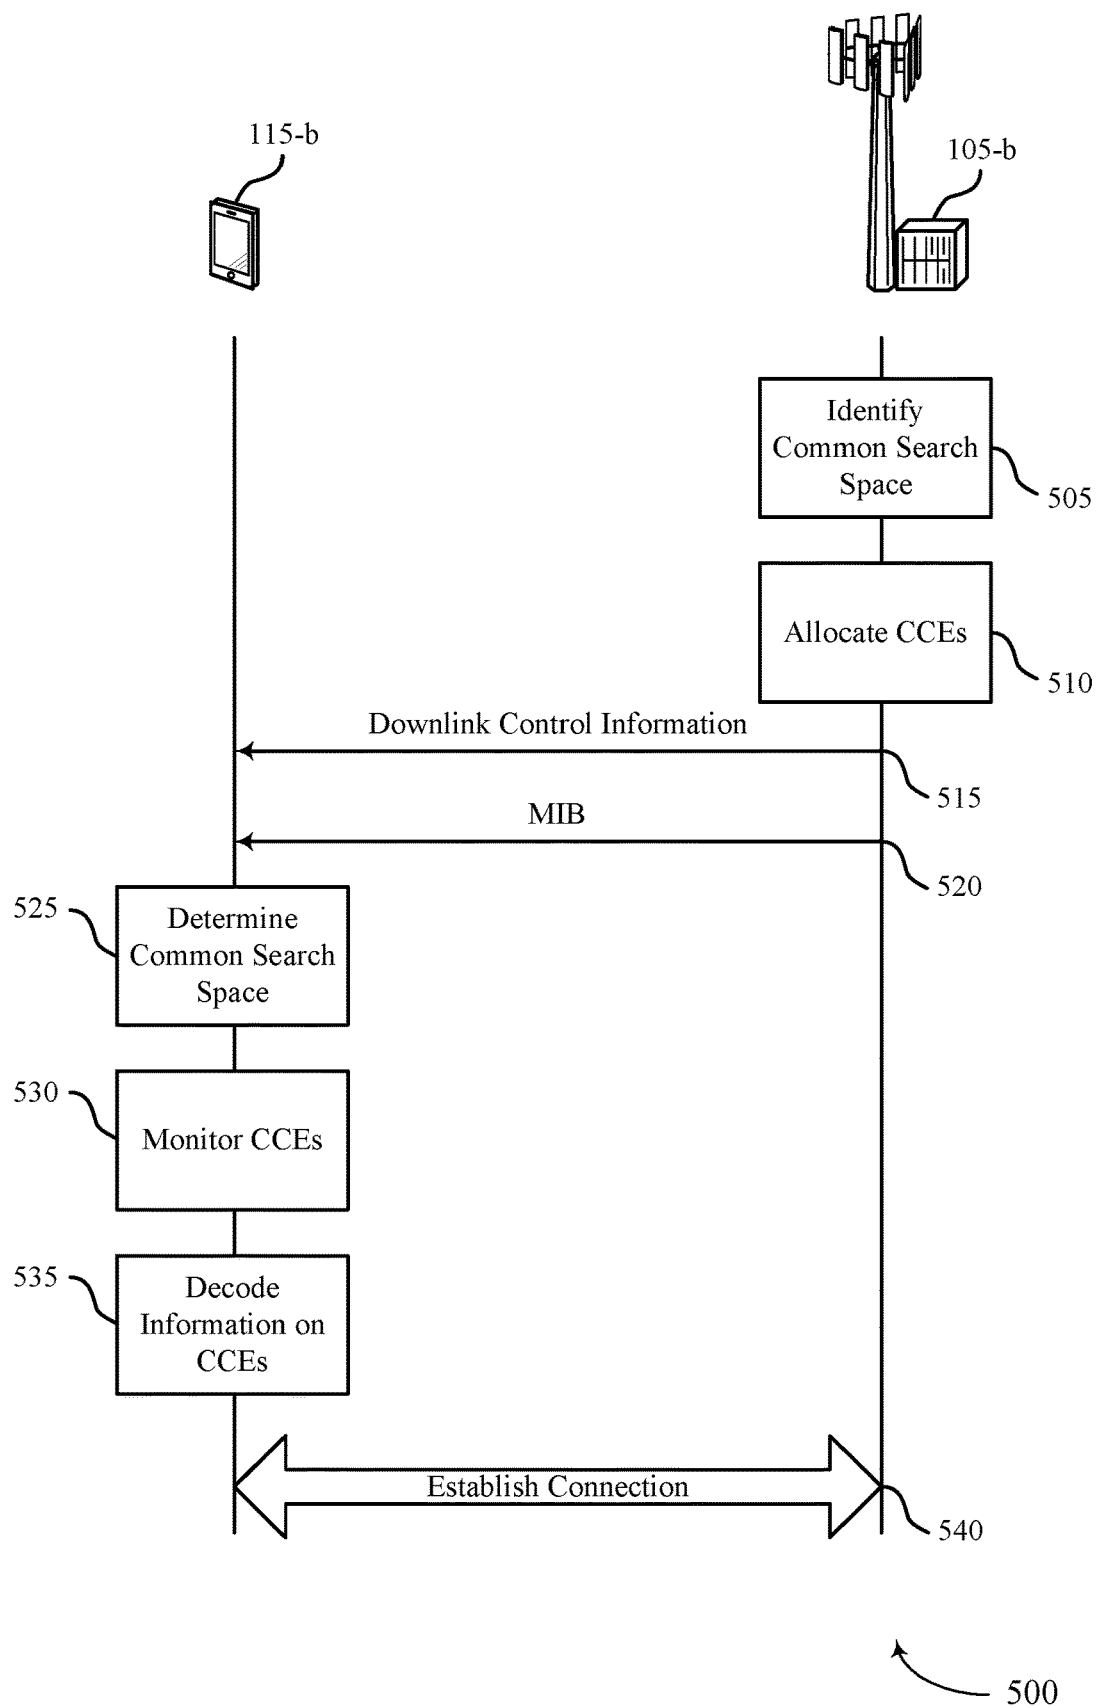 115-b
105-b
Identify
Common Search
Space
505
Allocate CCEs
510
Downlink Control Information
515
MIB
520
525
Determine
Common Search
Space
530
Monitor CCEs
535
Decode
Information on
CCEs
Establish Connection
540
500